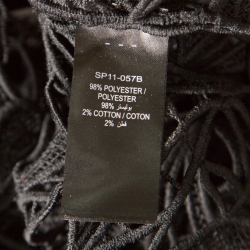 SP11-057B
98% POLYESTER /
POLYESTER
بوليستر 98%
2% COTTON / COTON
قطن 2%